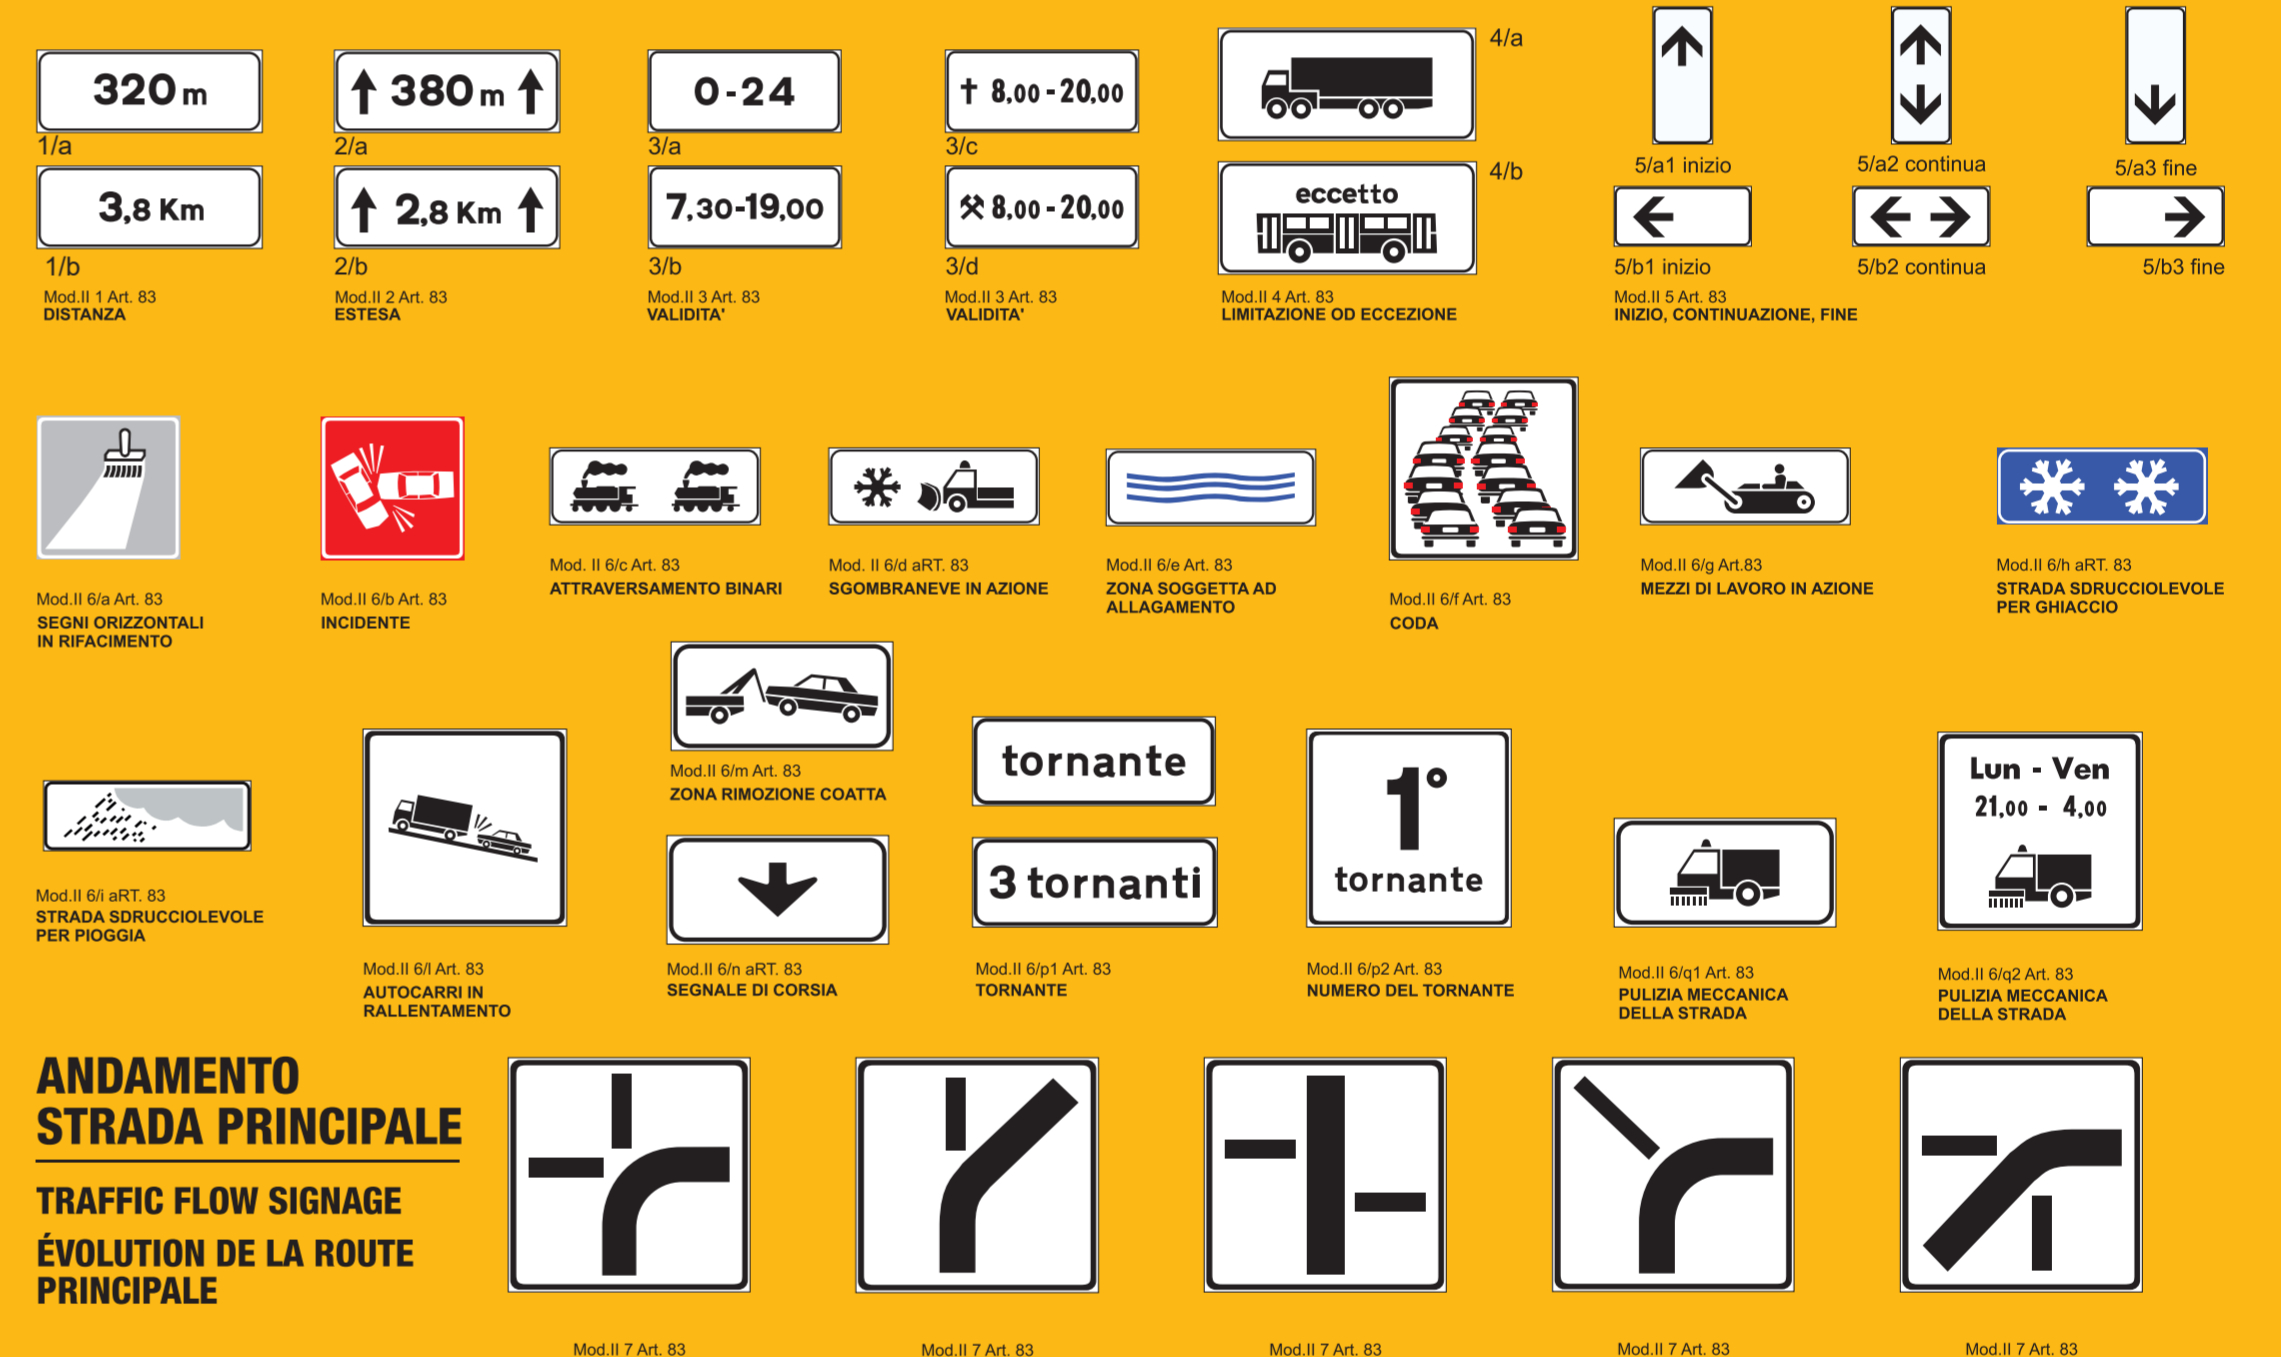 320 m
1/a
3,8 Km
1/b
Mod.II 1 Art. 83
DISTANZA
380 m
2/a
2,8 Km
2/b
Mod.II 2 Art. 83
ESTESA
0-24
3/a
7,30-19,00
3/b
Mod.II 3 Art. 83
VALIDITA'
8,00-20,00
3/c
8,00-20,00
3/d
Mod.II 3 Art. 83
VALIDITA'
4/a
eccetto
4/b
Mod.II 4 Art. 83
LIMITAZIONE OD ECCEZIONE
5/a1 inizio
5/a2 continua
5/a3 fine
5/b1 inizio
5/b2 continua
5/b3 fine
Mod.II 5 Art. 83
INIZIO, CONTINUAZIONE, FINE
Mod.II 6/a Art. 83
SEGNI ORIZZONTALI
IN RIFACIMENTO
Mod.II 6/b Art. 83
INCIDENTE
Mod. II 6/c Art. 83
ATTRAVERSAMENTO BINARI
Mod. II 6/d aRT. 83
SGOMBRANEVE IN AZIONE
Mod.II 6/e Art. 83
ZONA SOGGETTA AD
ALLAGAMENTO
Mod.II 6/f Art. 83
CODA
Mod.II 6/g Art.83
MEZZI DI LAVORO IN AZIONE
Mod.II 6/h aRT. 83
STRADA SDRUCCIOLEVOLE
PER GHIACCIO
Mod.II 6/i aRT. 83
STRADA SDRUCCIOLEVOLE
PER PIOGGIA
Mod.II 6/l Art. 83
AUTOCARRI IN
RALLENTAMENTO
Mod.II 6/m Art. 83
ZONA RIMOZIONE COATTA
Mod.II 6/n aRT. 83
SEGNALE DI CORSIA
tornante
3 tornanti
Mod.II 6/p1 Art. 83
TORNANTE
1°
tornante
Mod.II 6/p2 Art. 83
NUMERO DEL TORNANTE
Mod.II 6/q1 Art. 83
PULIZIA MECCANICA
DELLA STRADA
Lun - Ven
21,00 - 4,00
Mod.II 6/q2 Art. 83
PULIZIA MECCANICA
DELLA STRADA
ANDAMENTO
STRADA PRINCIPALE
TRAFFIC FLOW SIGNAGE
ÉVOLUTION DE LA ROUTE
PRINCIPALE
Mod.II 7 Art. 83
Mod.II 7 Art. 83
Mod.II 7 Art. 83
Mod.II 7 Art. 83
Mod.II 7 Art. 83